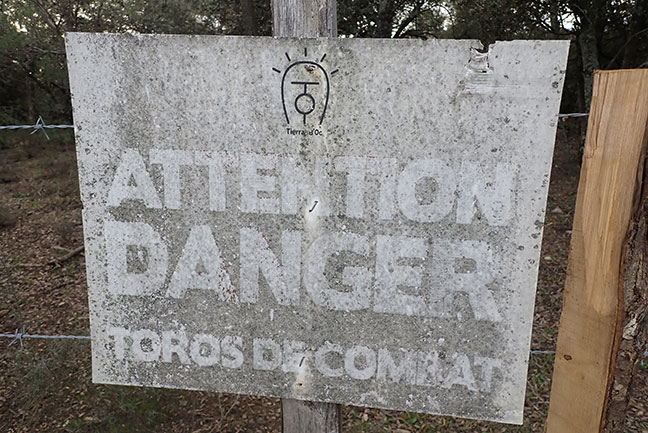 Tierra d'Oc
ATTENTION
DANGER
TOROS DE COMBAT